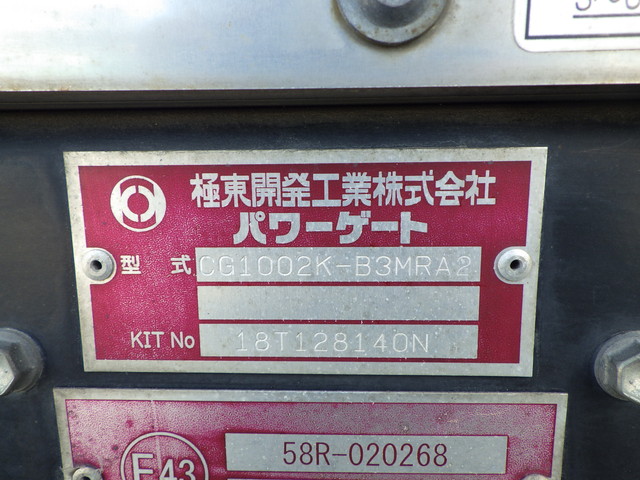 極東開発工業株式会社
パワーゲート
型式 CG1002K-B3MRA2
KIT No 18T128140N
58R-020268
E43